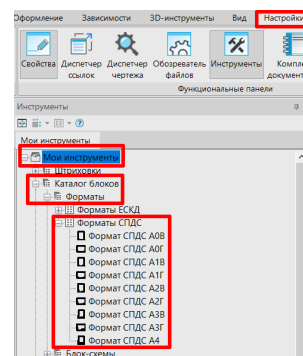 Оформление Зависимости 3D-инструменты Вид Настройки
Свойства Диспетчер ссылок Диспетчер чертежа Обозреватель файлов Инструменты
Функциональные панели
Инструменты
Мои инструменты
Мои инструменты
Штриховки
Каталог блоков
Форматы
Форматы ЕСКД
Форматы СПДС
Формат СПДС А0В
Формат СПДС А0Г
Формат СПДС А1В
Формат СПДС А1Г
Формат СПДС А2В
Формат СПДС А2Г
Формат СПДС А3В
Формат СПДС А3Г
Формат СПДС А4
Блок-схемы